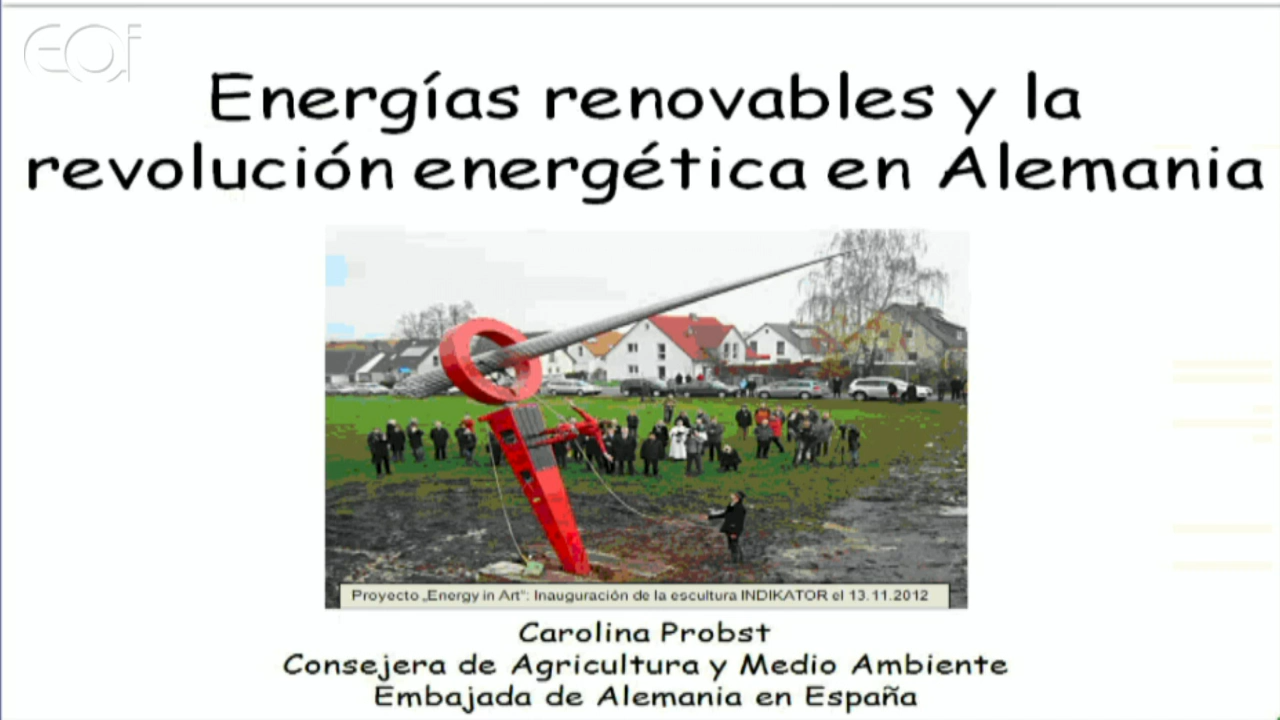 EOI
Energías renovables y la
revolución energética en Alemania
Proyecto „Energy in Art“: Inauguración de la escultura INDIKATOR el 13.11.2012
Carolina Probst
Consejera de Agricultura y Medio Ambiente
Embajada de Alemania en España